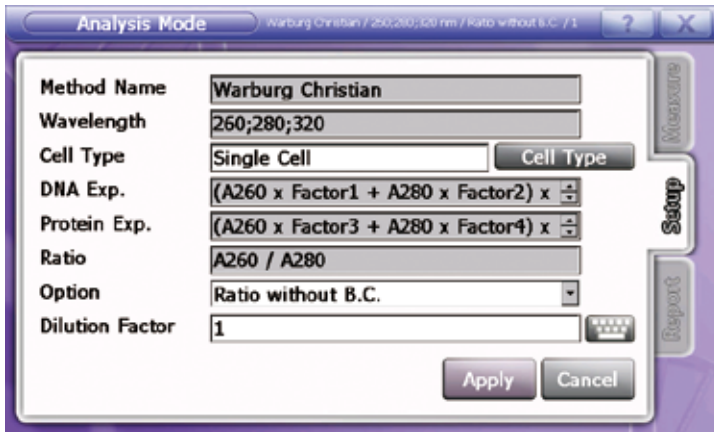 Analysis Mode Warburg Christian / 260;280;320 nm / Ratio without B.C. / 1 ? X
Measure
Setup
Report
Method Name Warburg Christian
Wavelength 260;280;320
Cell Type Single Cell Cell Type
DNA Exp. (A260 x Factor1 + A280 x Factor2) x
Protein Exp. (A260 x Factor3 + A280 x Factor4) x
Ratio A260 / A280
Option Ratio without B.C.
Dilution Factor 1
Apply Cancel